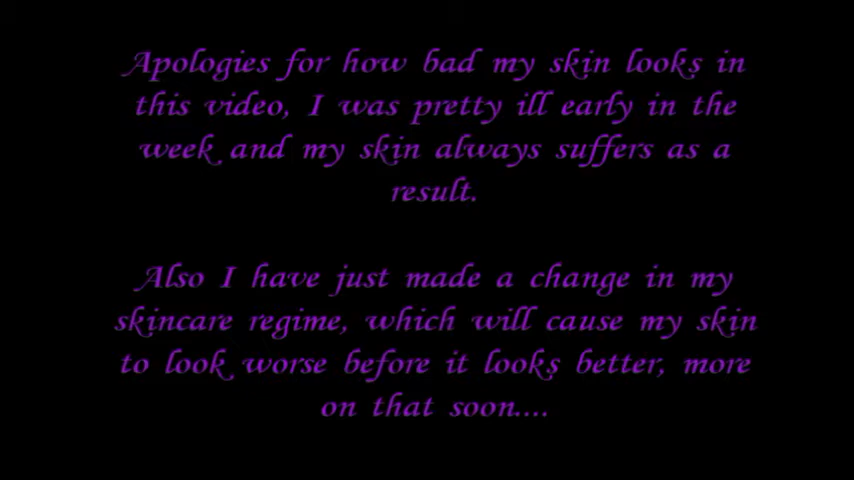 Apologies for how bad my skin looks in
this video, I was pretty ill early in the
week and my skin always suffers as a
result.
Also I have just made a change in my
skincare regime, which will cause my skin
to look worse before it looks better, more
on that soon....